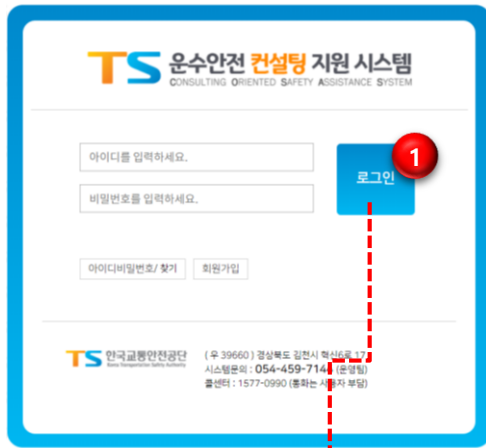 TS 운수안전 컨설팅 지원 시스템
CONSULTING ORIENTED SAFETY ASSISTANCE SYSTEM
아이디를 입력하세요.
비밀번호를 입력하세요.
로그인
1
아이디비밀번호/ 찾기 회원가입
TS 한국교통안전공단
Korea Transportation Safety Authority
( 우 39660 ) 경상북도 김천시 혁신6로 17
시스템문의 : 054-459-7144 (운영팀)
콜센터 : 1577-0990 (통화는 사용자 부담)